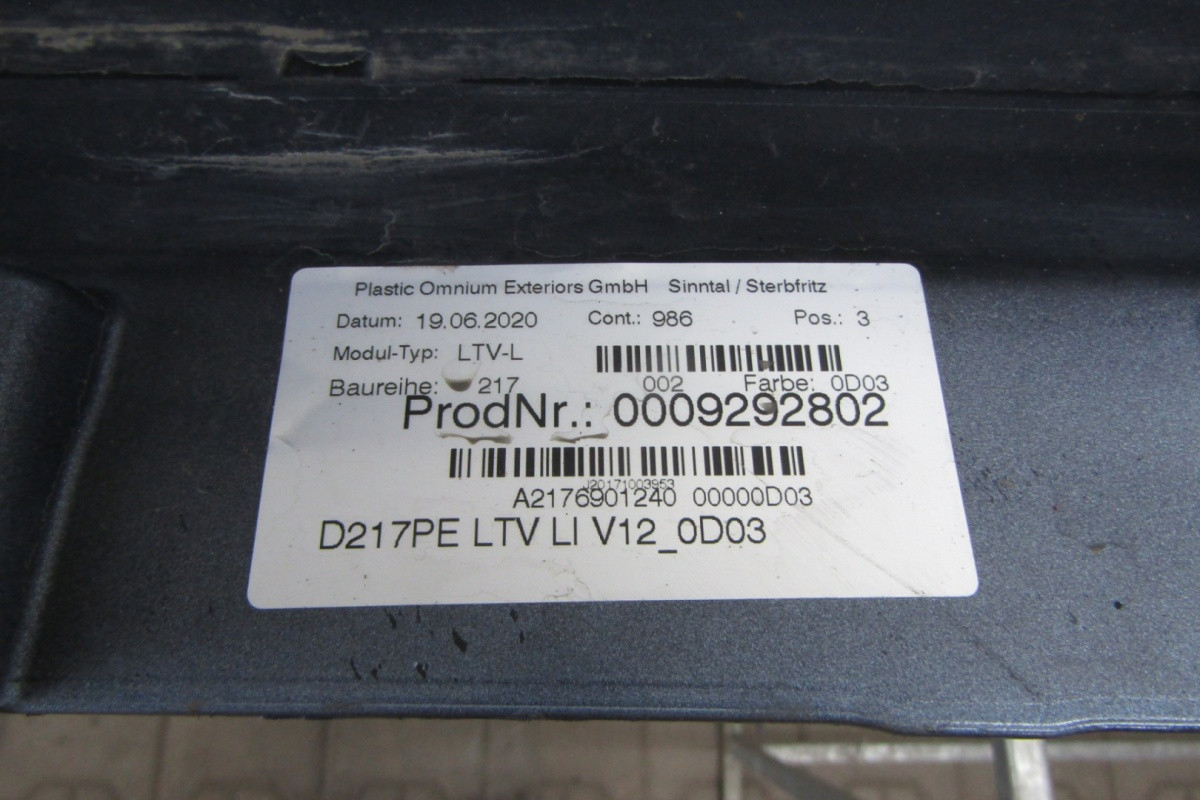 Plastic Omnium Exteriors GmbH Sinntal / Sterbfritz
Datum: 19.06.2020 Cont.: 986 Pos.: 3
Modul-Typ: LTV-L
Baureihe: 217 002 Farbe: 0D03
ProdNr.: 0009292802
J20171003953
A2176901240 00000D03
D217PE LTV LI V12_0D03